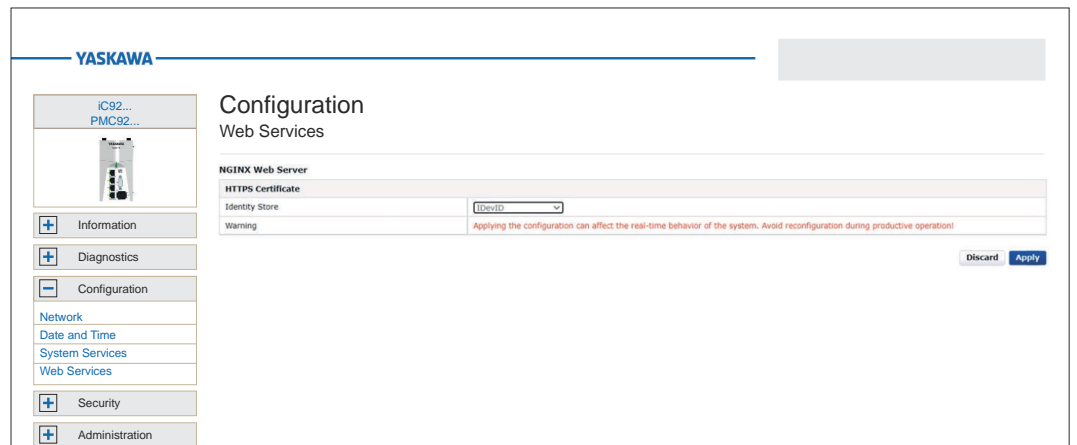 YASKAWA
iC92...
PMC92...
Information
Diagnostics
Configuration
Network
Date and Time
System Services
Web Services
Security
Administration
Configuration
Web Services
NGINX Web Server
HTTPS Certificate
Identity Store IDevID
Warning Applying the configuration can affect the real-time behavior of the system. Avoid reconfiguration during productive operation!
Discard Apply